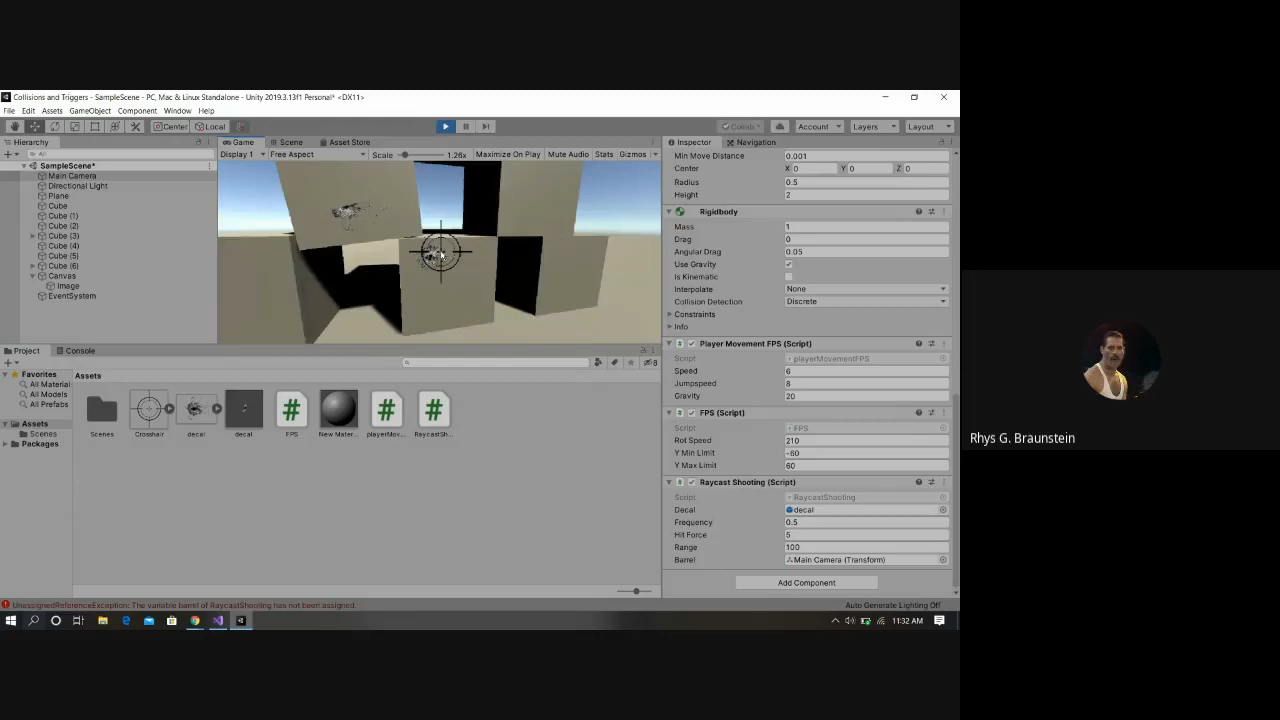 Collisions and Triggers - SampleScene - PC, Mac & Linux Standalone - Unity 2019.3.13f1 Personal* <DX11>
File Edit Assets GameObject Component Window Help
Center Local Collab Account Layers Layout
Hierarchy
All
SampleScene*
Main Camera
Directional Light
Plane
Cube
Cube (1)
Cube (2)
Cube (3)
Cube (4)
Cube (5)
Cube (6)
Canvas
Image
EventSystem
Game Scene Asset Store
Display 1 Free Aspect Scale 1.26x Maximize On Play Mute Audio Stats Gizmos
Inspector Navigation
Min Move Distance 0.001
Center X 0 Y 0 Z 0
Radius 0.5
Height 2
Rigidbody
Mass 1
Drag 0
Angular Drag 0.05
Use Gravity
Is Kinematic
Interpolate None
Collision Detection Discrete
Constraints
Info
Player Movement FPS (Script)
Script playerMovementFPS
Speed 6
Jumpspeed 8
Gravity 20
FPS (Script)
Script FPS
Rot Speed 210
Y Min Limit -60
Y Max Limit 60
Raycast Shooting (Script)
Script RaycastShooting
Decal decal
Frequency 0.5
Hit Force 5
Range 100
Barrel Main Camera (Transform)
Add Component
Project Console
8
Favorites
All Material
All Models
All Prefabs
Assets
Scenes
Packages
Assets
Scenes Crosshair decal decal FPS New Mater... playerMov... RaycastSh...
UnassignedReferenceException: The variable barrel of RaycastShooting has not been assigned.
Auto Generate Lighting Off
11:32 AM
Rhys G. Braunstein